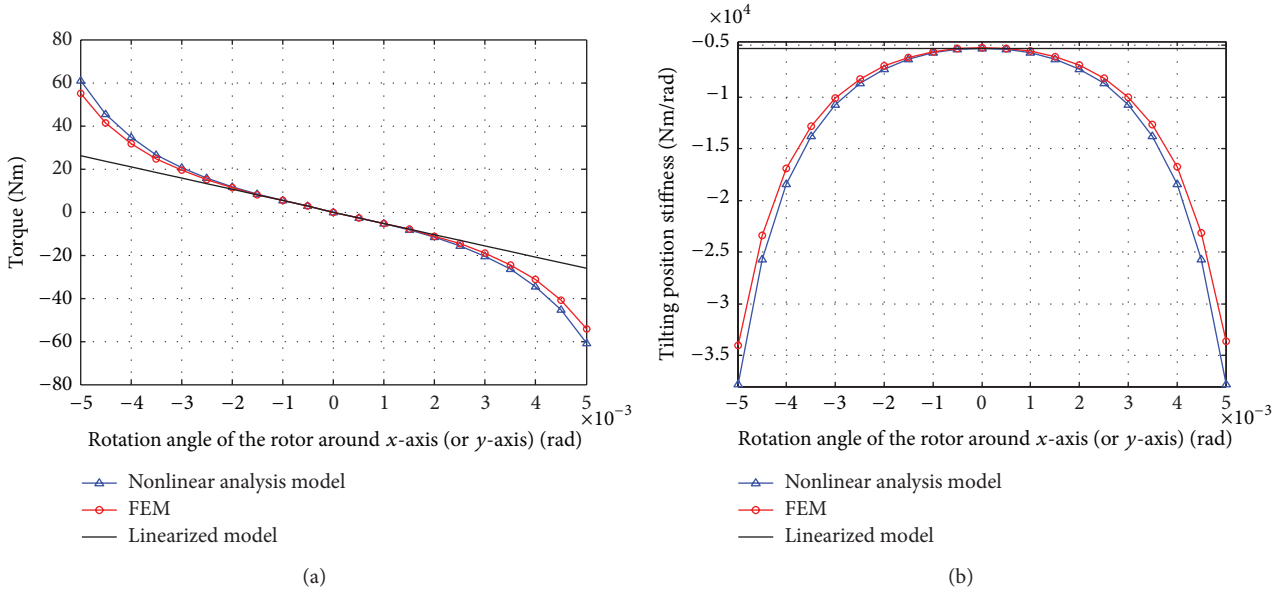 80
60
40
20
0
−20
−40
−60
−80
Torque (Nm)
−5 −4 −3 −2 −1 0 1 2 3 4 5
×10⁻³
Rotation angle of the rotor around x-axis (or y-axis) (rad)
Nonlinear analysis model
FEM
Linearized model
(a)
×10⁴
−0.5
−1
−1.5
−2
−2.5
−3
−3.5
Tilting position stiffness (Nm/rad)
−5 −4 −3 −2 −1 0 1 2 3 4 5
×10⁻³
Rotation angle of the rotor around x-axis (or y-axis) (rad)
Nonlinear analysis model
FEM
Linearized model
(b)